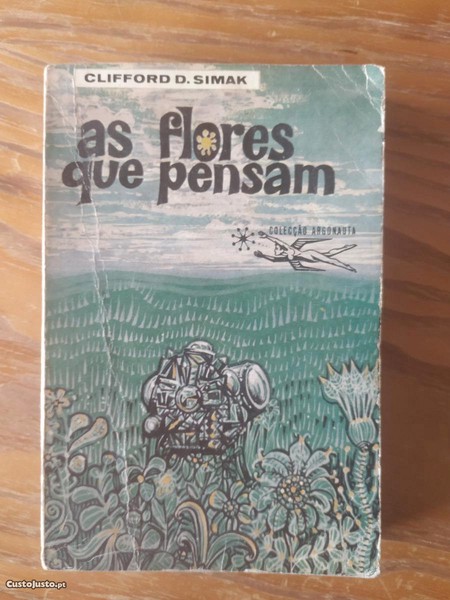 CLIFFORD D. SIMAK
as flores
que pensam
COLECÇÃO ARGONAUTA
CustoJusto.pt